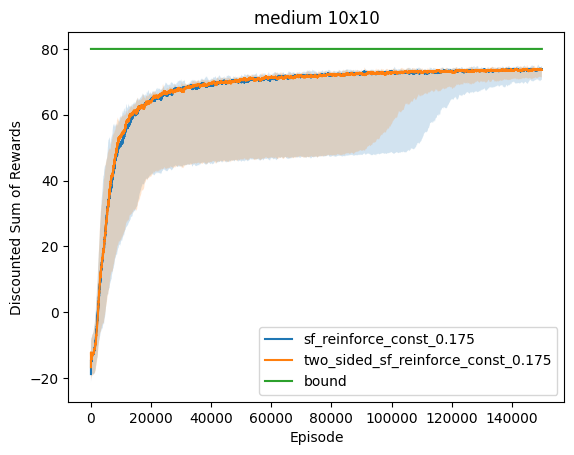 medium 10x10
Discounted Sum of Rewards
80
60
40
20
0
−20
0 20000 40000 60000 80000 100000 120000 140000
Episode
sf_reinforce_const_0.175
two_sided_sf_reinforce_const_0.175
bound